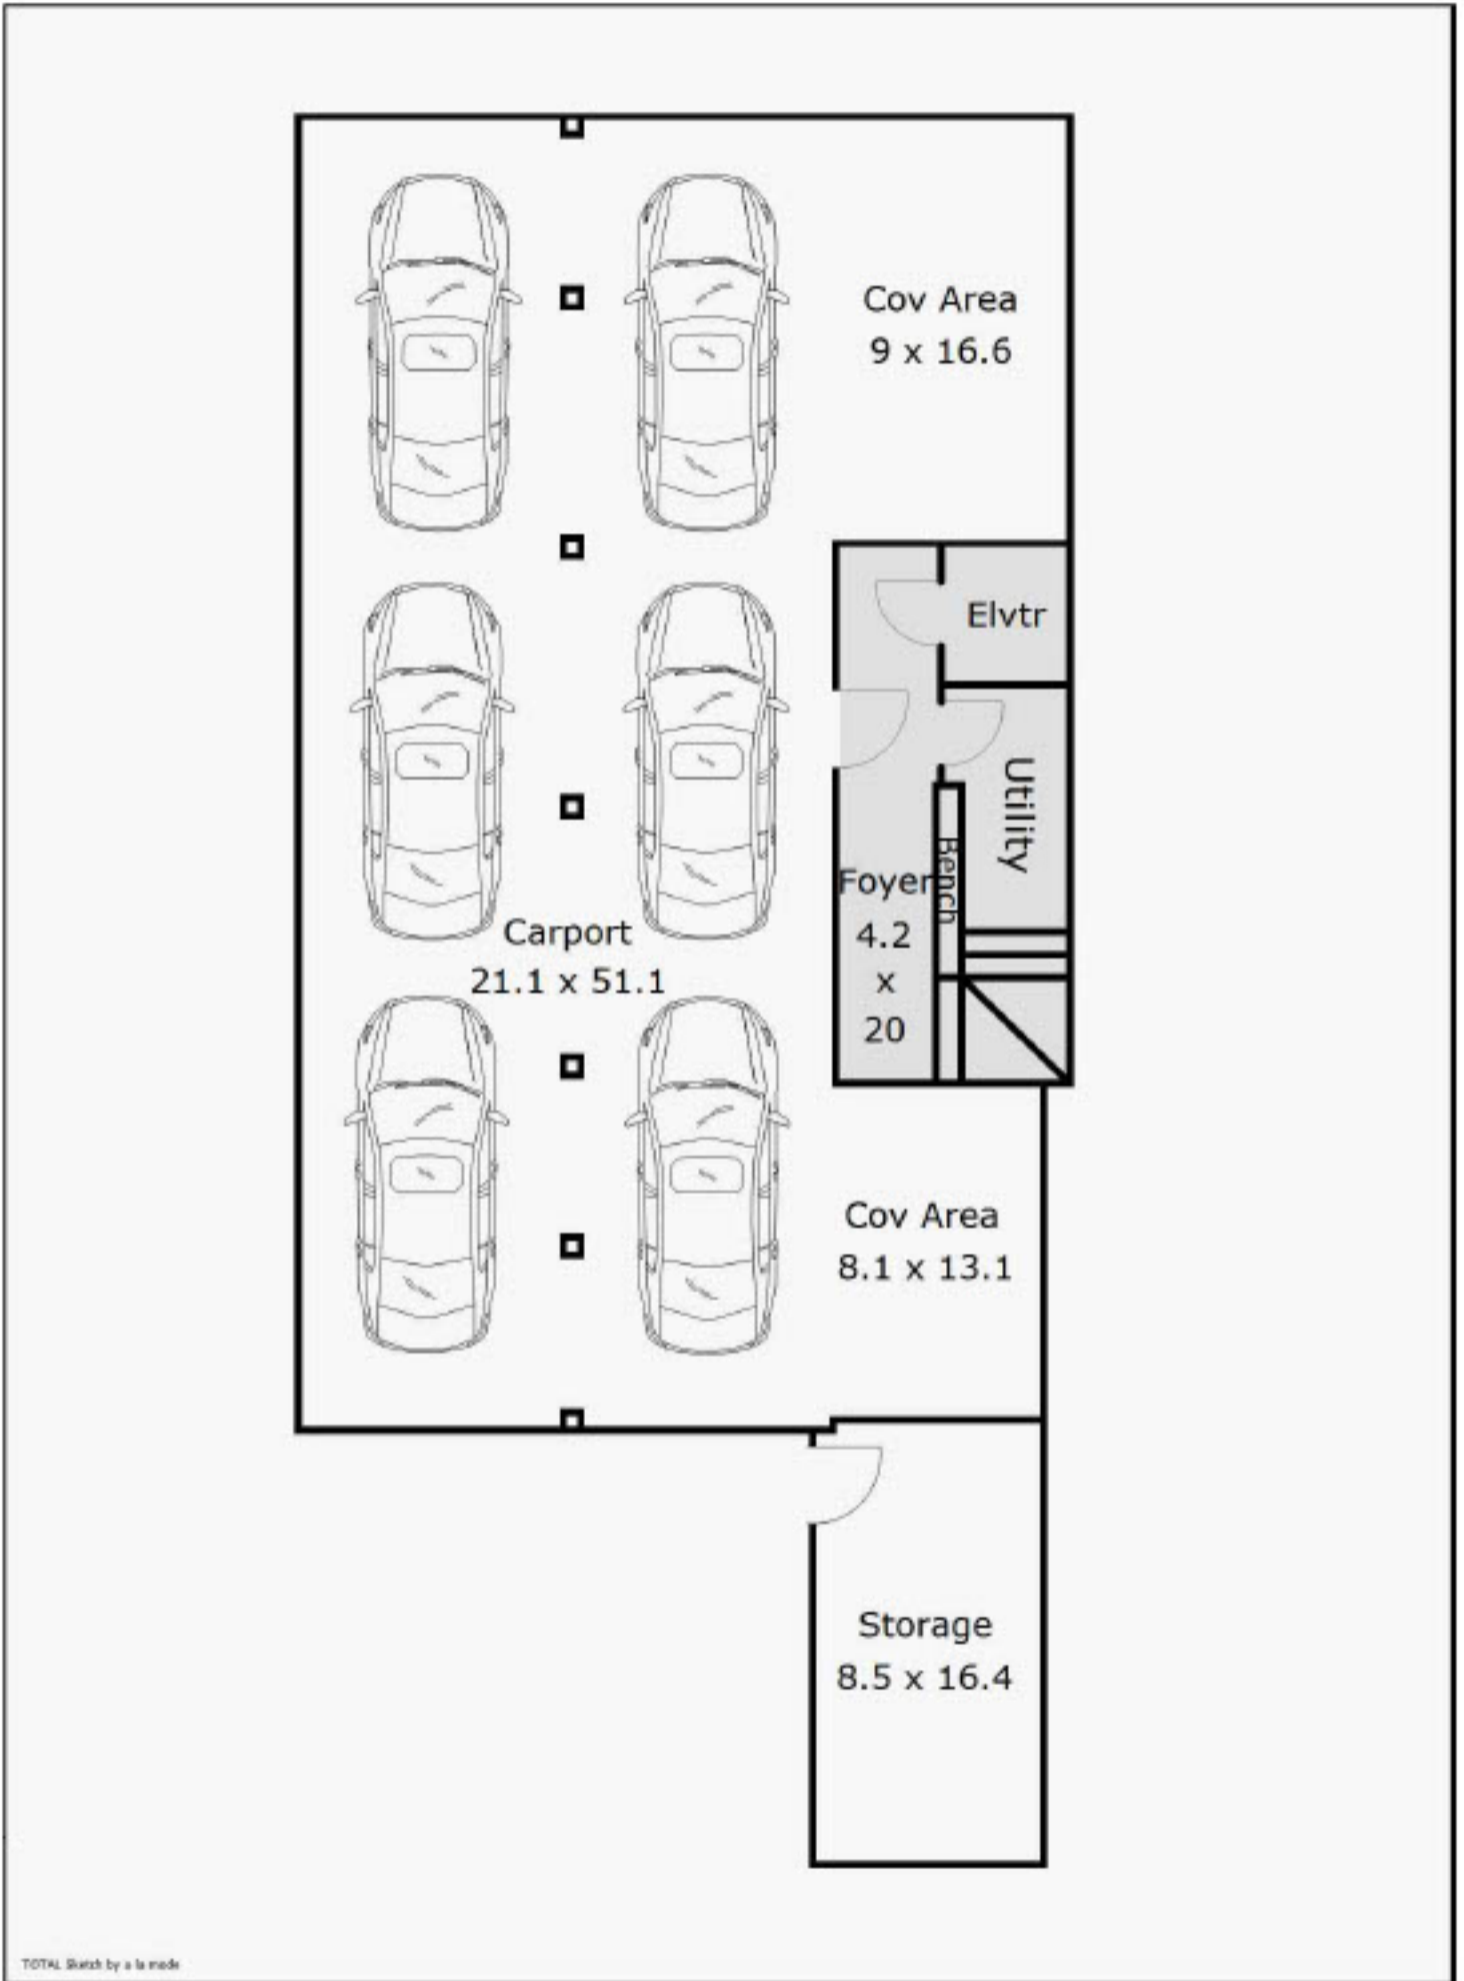 Cov Area
9 x 16.6
Elvtr
Utility
Bench
Foyer
4.2
x
20
Carport
21.1 x 51.1
Cov Area
8.1 x 13.1
Storage
8.5 x 16.4
TOTAL Sketch by a la mode